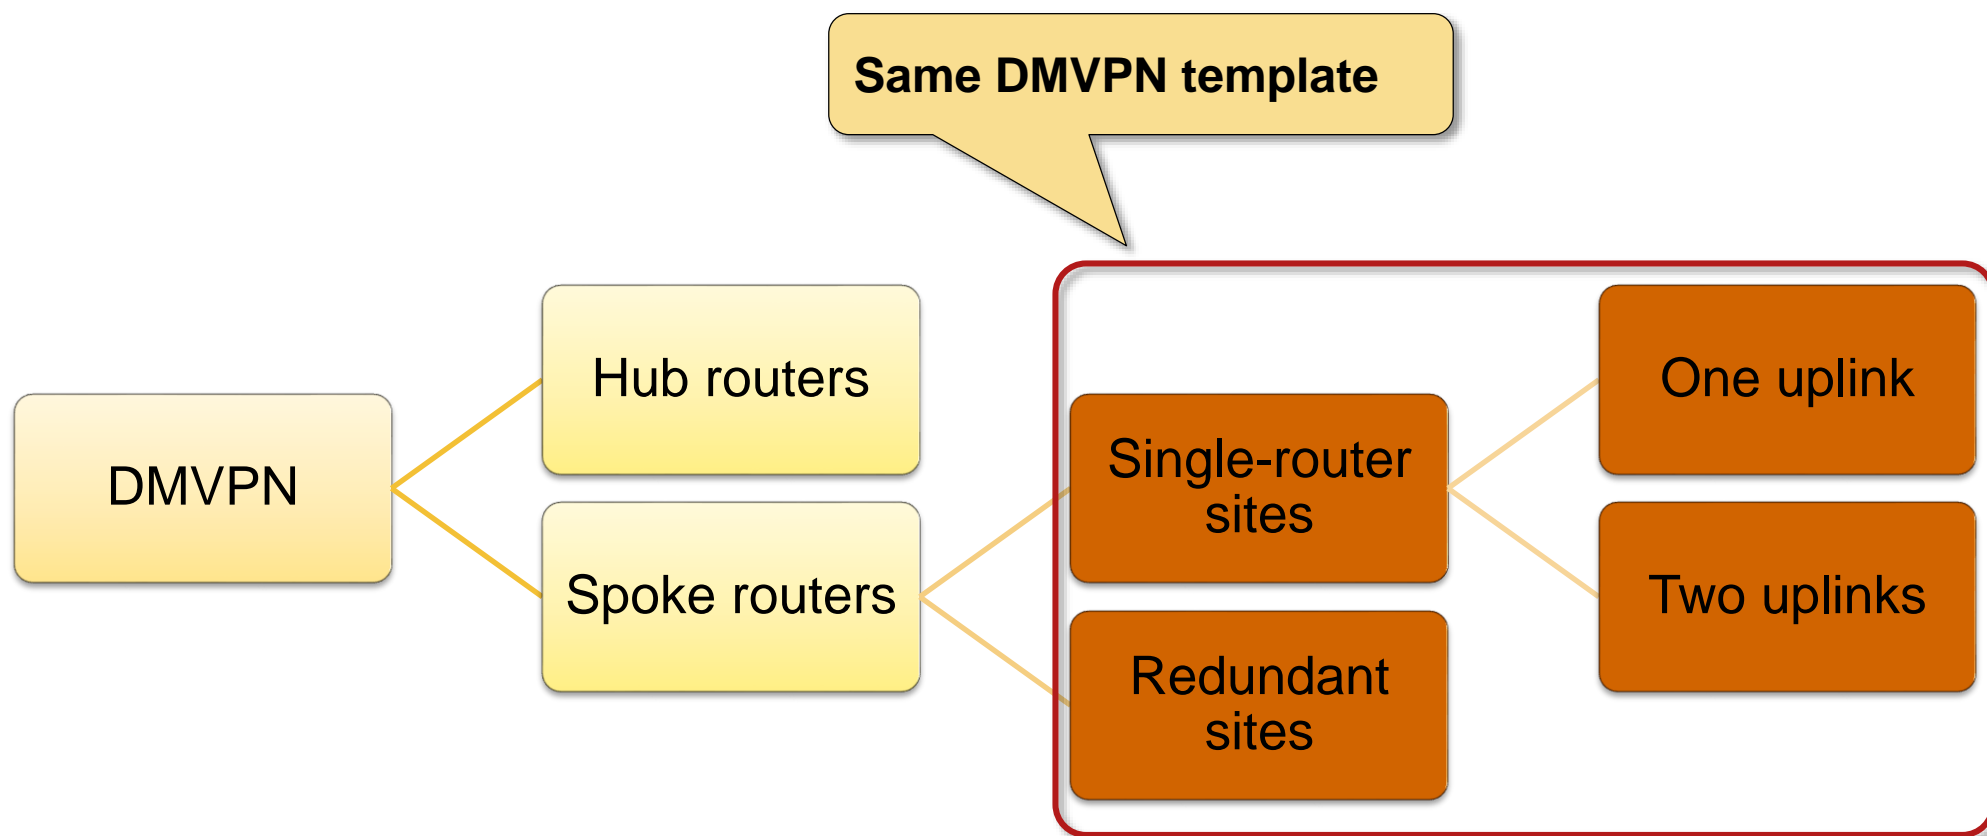 Same DMVPN template
DMVPN
Hub routers
Spoke routers
Single-router
sites
Redundant
sites
One uplink
Two uplinks